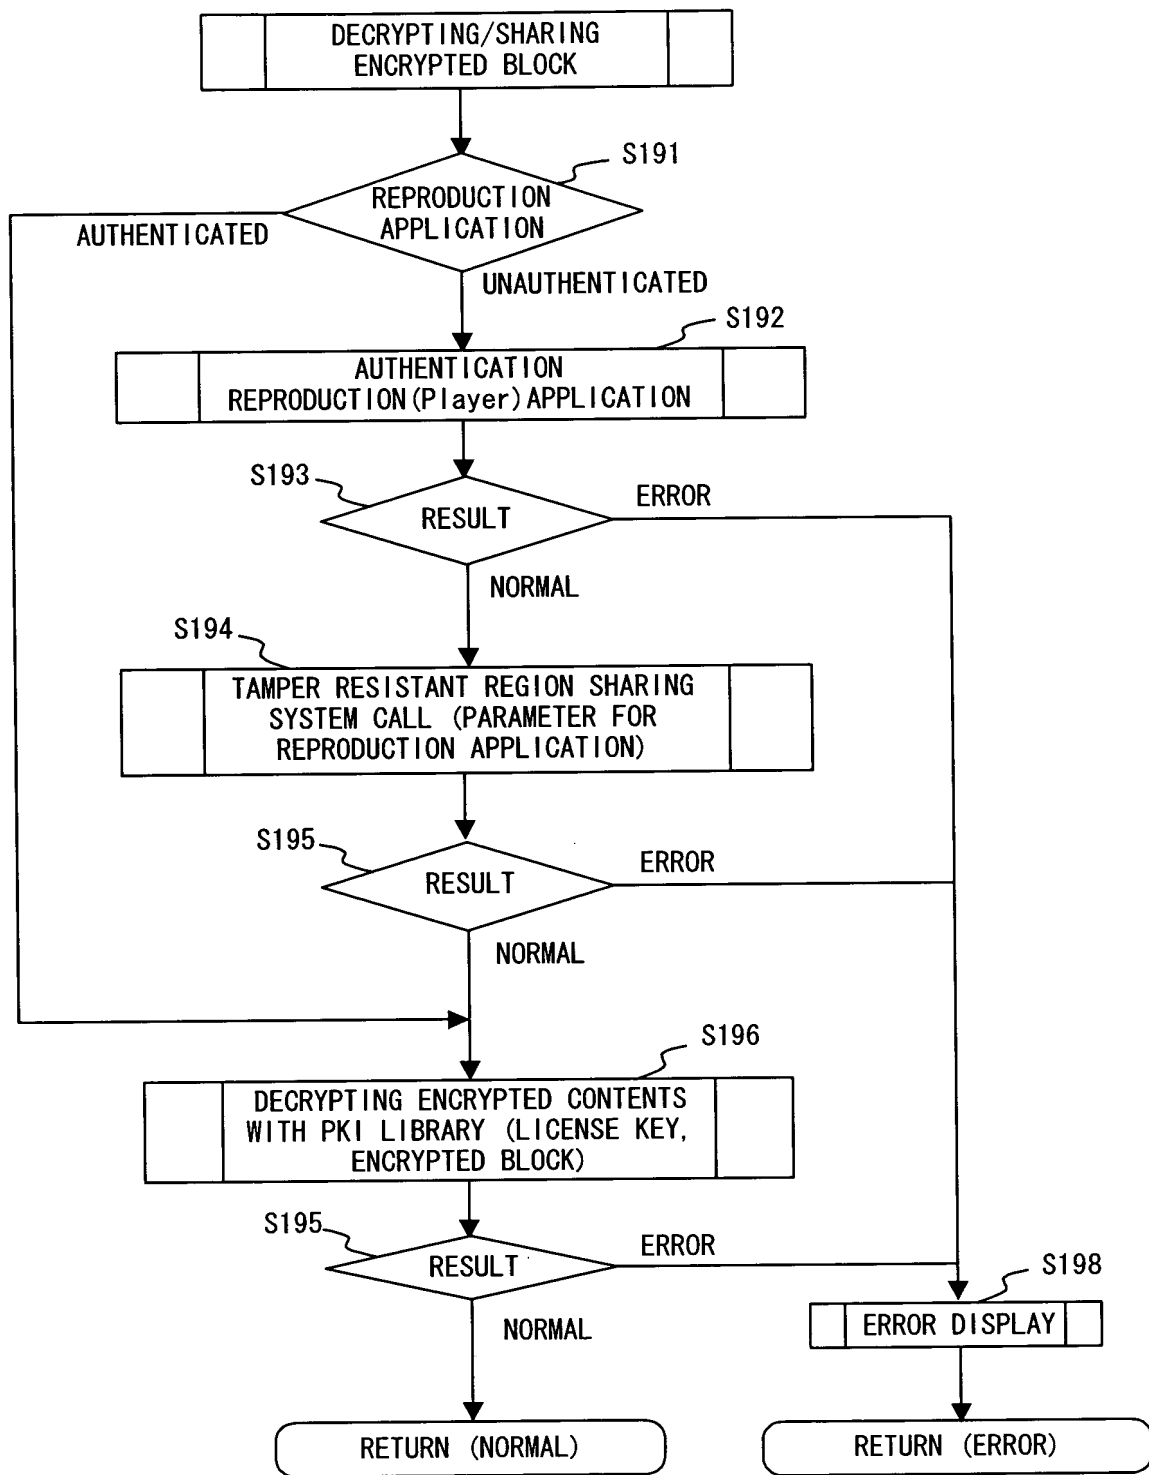 DECRYPTING/SHARING
ENCRYPTED BLOCK
S191
REPRODUCTION
APPLICATION
AUTHENTICATED
UNAUTHENTICATED
S192
AUTHENTICATION
REPRODUCTION(Player)APPLICATION
S193
RESULT
ERROR
NORMAL
S194
TAMPER RESISTANT REGION SHARING
SYSTEM CALL (PARAMETER FOR
REPRODUCTION APPLICATION)
S195
RESULT
ERROR
NORMAL
S196
DECRYPTING ENCRYPTED CONTENTS
WITH PKI LIBRARY (LICENSE KEY,
ENCRYPTED BLOCK)
S195
RESULT
ERROR
NORMAL
S198
ERROR DISPLAY
RETURN (NORMAL)
RETURN (ERROR)